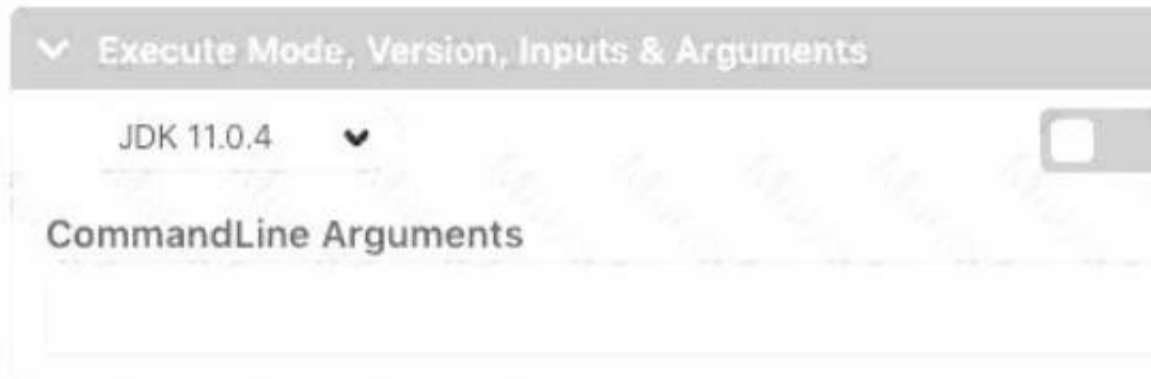 Execute Mode, Version, Inputs & Arguments
JDK 11.0.4
CommandLine Arguments